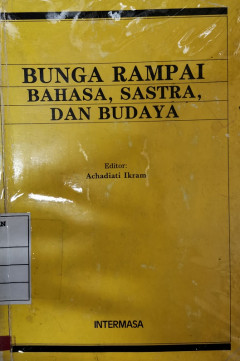 BUNGA RAMPAI
BAHASA, SASTRA,
DAN BUDAYA
Editor:
Achadiati Ikram
INTERMASA